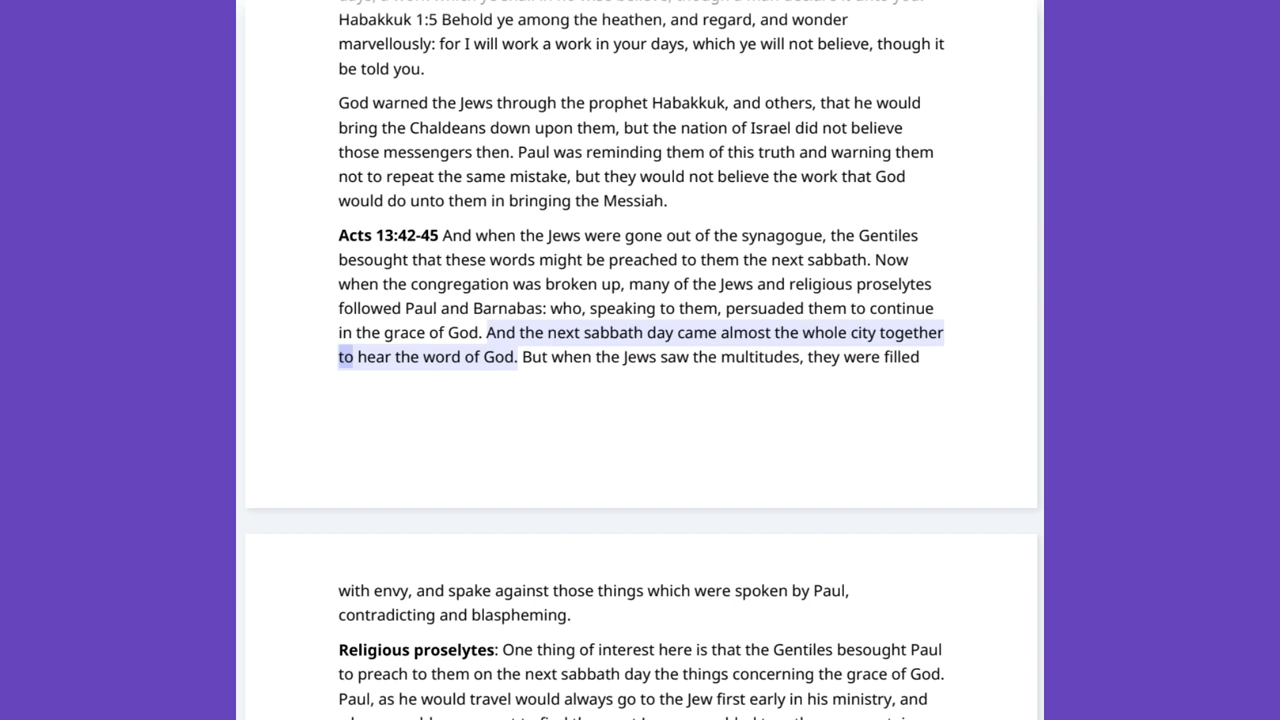 Habakkuk 1:5 Behold ye among the heathen, and regard, and wonder
marvellously: for I will work a work in your days, which ye will not believe, though it
be told you.
God warned the Jews through the prophet Habakkuk, and others, that he would
bring the Chaldeans down upon them, but the nation of Israel did not believe
those messengers then. Paul was reminding them of this truth and warning them
not to repeat the same mistake, but they would not believe the work that God
would do unto them in bringing the Messiah.
Acts 13:42-45 And when the Jews were gone out of the synagogue, the Gentiles
besought that these words might be preached to them the next sabbath. Now
when the congregation was broken up, many of the Jews and religious proselytes
followed Paul and Barnabas: who, speaking to them, persuaded them to continue
in the grace of God. And the next sabbath day came almost the whole city together
to hear the word of God. But when the Jews saw the multitudes, they were filled
with envy, and spake against those things which were spoken by Paul,
contradicting and blaspheming.
Religious proselytes: One thing of interest here is that the Gentiles besought Paul
to preach to them on the next sabbath day the things concerning the grace of God.
Paul, as he would travel would always go to the Jew first early in his ministry, and